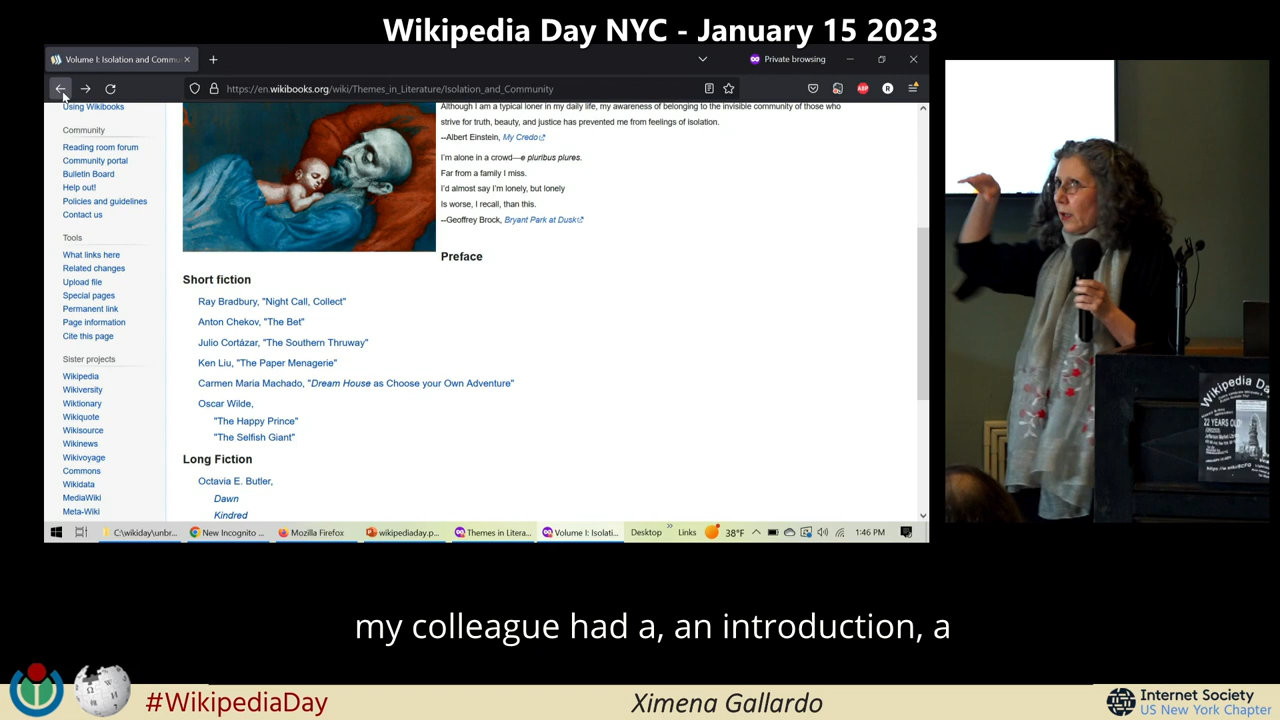 Wikipedia Day NYC - January 15 2023
Volume I: Isolation and Commu
Private browsing
https://en.wikibooks.org/wiki/Themes_in_Literature/Isolation_and_Community
ABP
R
Using Wikibooks
Community
Reading room forum
Community portal
Bulletin Board
Help out!
Policies and guidelines
Contact us
Tools
What links here
Related changes
Upload file
Special pages
Permanent link
Page information
Cite this page
Sister projects
Wikipedia
Wikiversity
Wiktionary
Wikiquote
Wikisource
Wikinews
Wikivoyage
Commons
Wikidata
MediaWiki
Meta-Wiki
Although I am a typical loner in my daily life, my awareness of belonging to the invisible community of those who
strive for truth, beauty, and justice has prevented me from feelings of isolation.
--Albert Einstein, My Credo
I'm alone in a crowd—e pluribus plures.
Far from a family I miss.
I'd almost say I'm lonely, but lonely
Is worse, I recall, than this.
--Geoffrey Brock, Bryant Park at Dusk
Preface
Short fiction
Ray Bradbury, "Night Call, Collect"
Anton Chekov, "The Bet"
Julio Cortázar, "The Southern Thruway"
Ken Liu, "The Paper Menagerie"
Carmen Maria Machado, "Dream House as Choose your Own Adventure"
Oscar Wilde,
"The Happy Prince"
"The Selfish Giant"
Long Fiction
Octavia E. Butler,
Dawn
Kindred
C:\wikiday\unbr...
New Incognito ...
Mozilla Firefox
wikipediaday.p...
Themes in Litera...
Volume I: Isolati...
Desktop
Links
38°F
1:46 PM
Wikipedia Da
22 YEARS OLD
my colleague had a, an introduction, a
#WikipediaDay
Ximena Gallardo
Internet Society
US New York Chapter